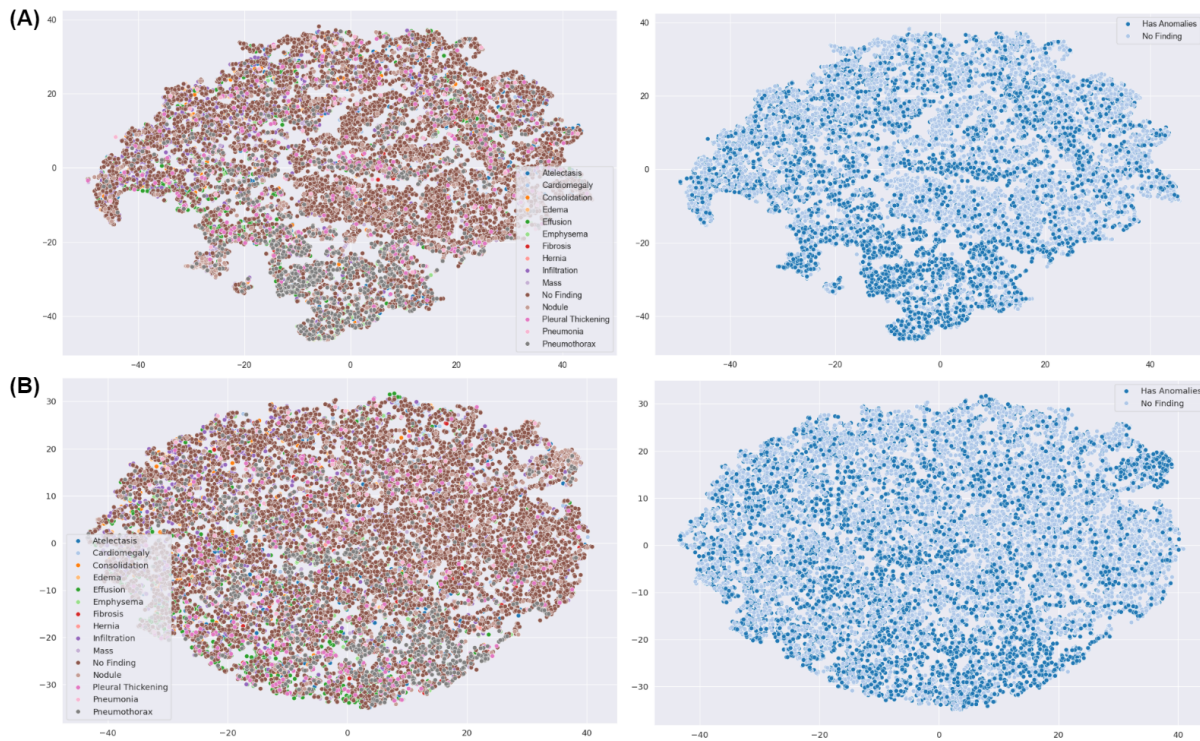 (A)
40
20
0
−20
−40
−40
−20
0
20
40
Atelectasis
Cardiomegaly
Consolidation
Edema
Effusion
Emphysema
Fibrosis
Hernia
Infiltration
Mass
No Finding
Nodule
Pleural Thickening
Pneumonia
Pneumothorax
40
20
0
−20
−40
−40
−20
0
20
40
Has Anomalies
No Finding
(B)
30
20
10
0
−10
−20
−30
−40
−20
0
20
40
Atelectasis
Cardiomegaly
Consolidation
Edema
Effusion
Emphysema
Fibrosis
Hernia
Infiltration
Mass
No Finding
Nodule
Pleural Thickening
Pneumonia
Pneumothorax
30
20
10
0
−10
−20
−30
−40
−20
0
20
40
Has Anomalies
No Finding